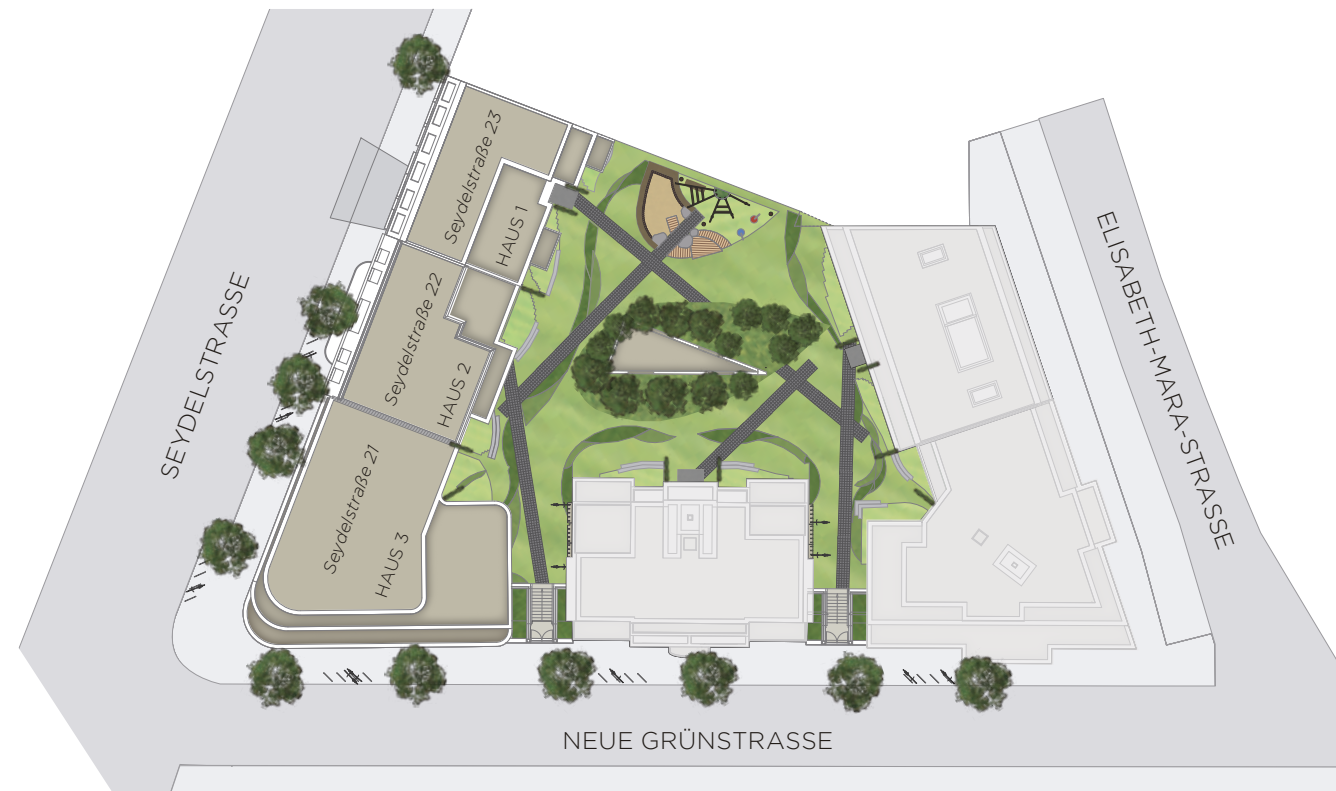 SEYDELSTRASSE
Seydelstraße 23
HAUS 1
Seydelstraße 22
HAUS 2
Seydelstraße 21
HAUS 3
ELISABETH-MARA-STRASSE
NEUE GRÜNSTRASSE